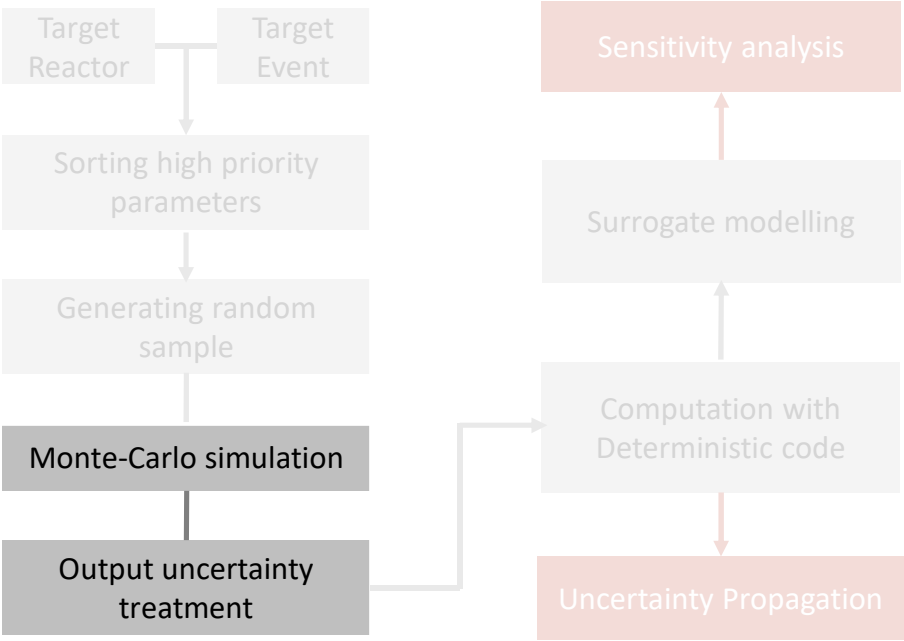 Target
Reactor
Target
Event
Sorting high priority
parameters
Generating random
sample
Monte-Carlo simulation
Output uncertainty
treatment
Sensitivity analysis
Surrogate modelling
Computation with
Deterministic code
Uncertainty Propagation